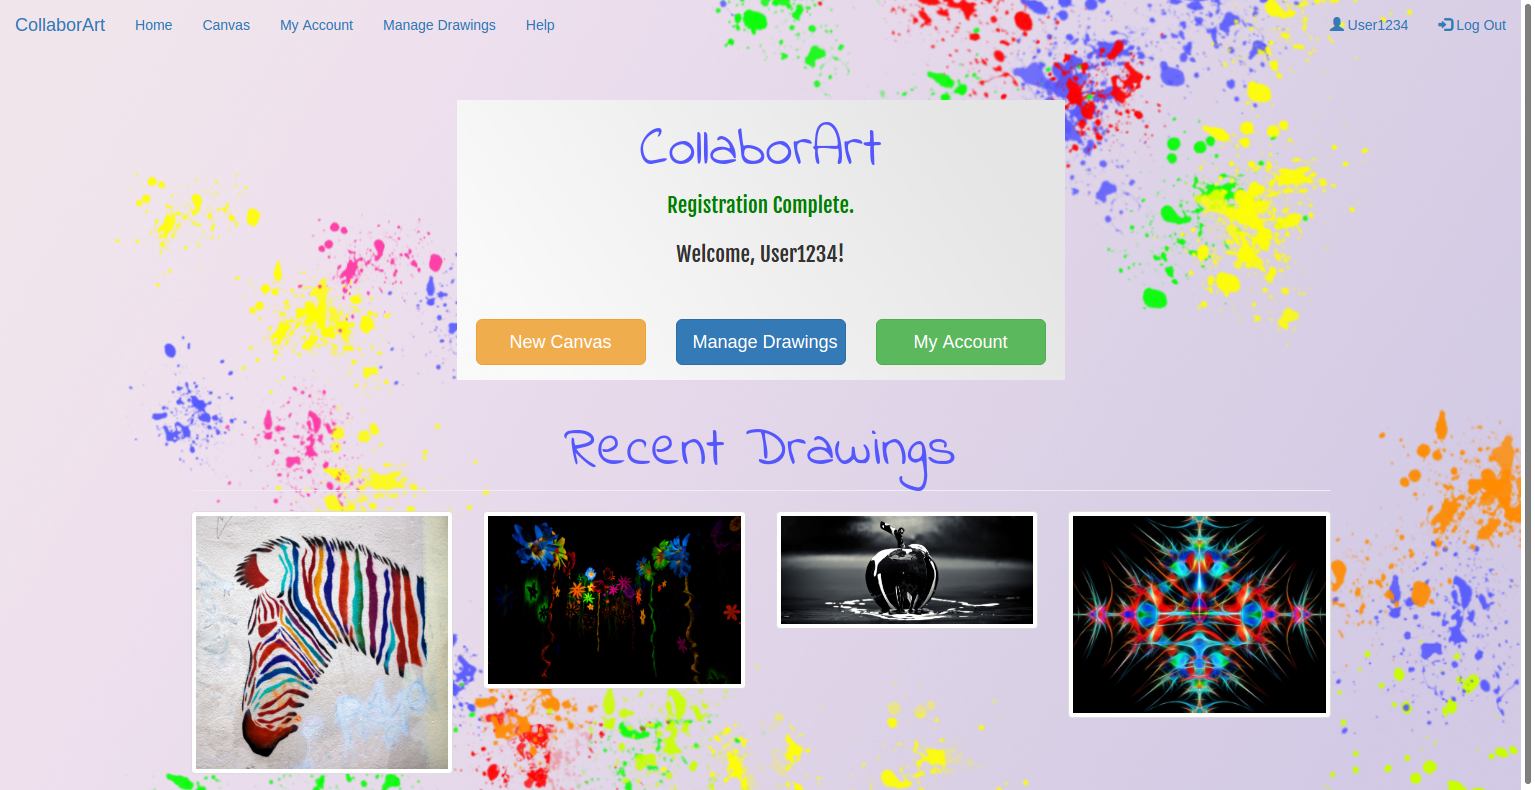 CollaborArt Home Canvas My Account Manage Drawings Help User1234 Log Out
CollaborArt
Registration Complete.
Welcome, User1234!
New Canvas Manage Drawings My Account
Recent Drawings